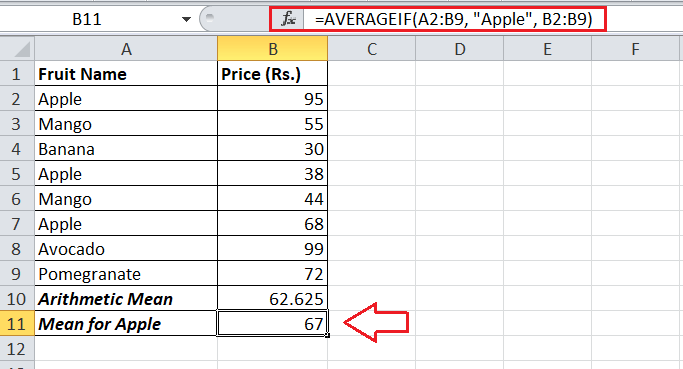 B11 fx =AVERAGEIF(A2:B9, "Apple", B2:B9)
A B C D E F
1 Fruit Name Price (Rs.)
2 Apple 95
3 Mango 55
4 Banana 30
5 Apple 38
6 Mango 44
7 Apple 68
8 Avocado 99
9 Pomegranate 72
10 Arithmetic Mean 62.625
11 Mean for Apple 67
12